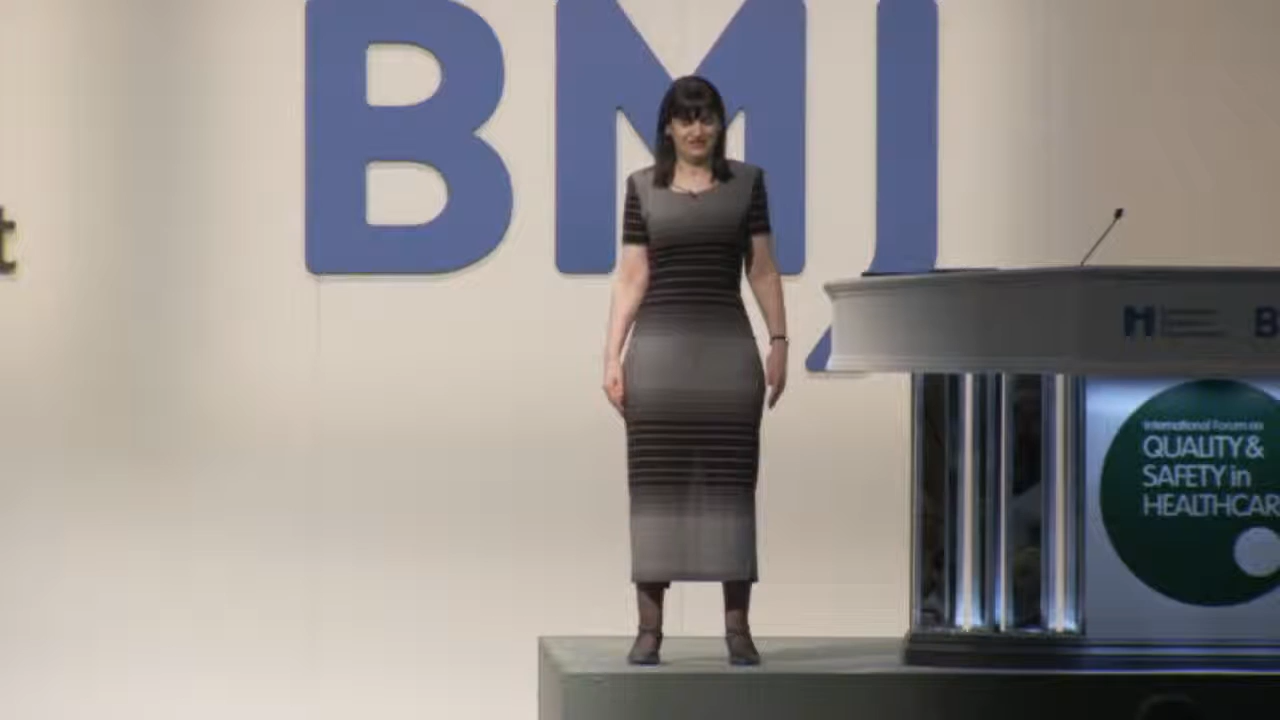 BMJ
t
M
B
International Forum on
QUALITY &
SAFETY in
HEALTHCAR